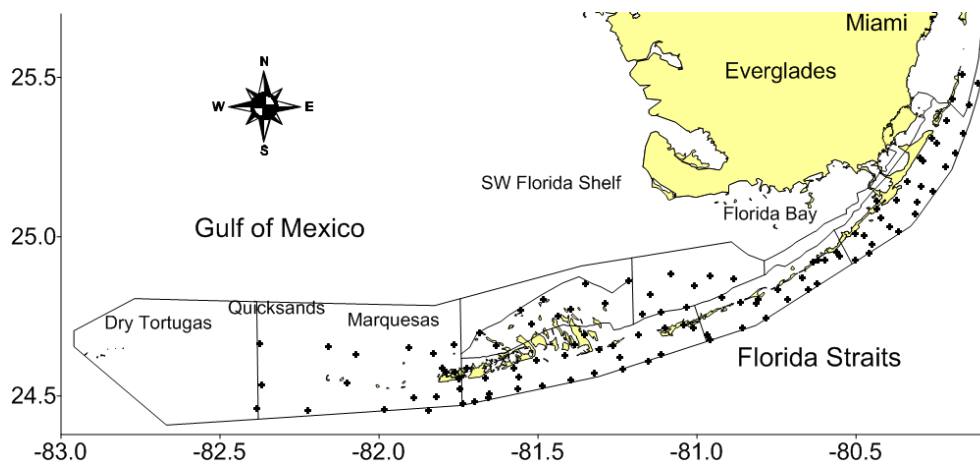 Miami
25.5
Everglades
N
W E
S
SW Florida Shelf
Florida Bay
Gulf of Mexico
25.0
Quicksands
Dry Tortugas
Marquesas
Florida Straits
24.5
-83.0 -82.5 -82.0 -81.5 -81.0 -80.5